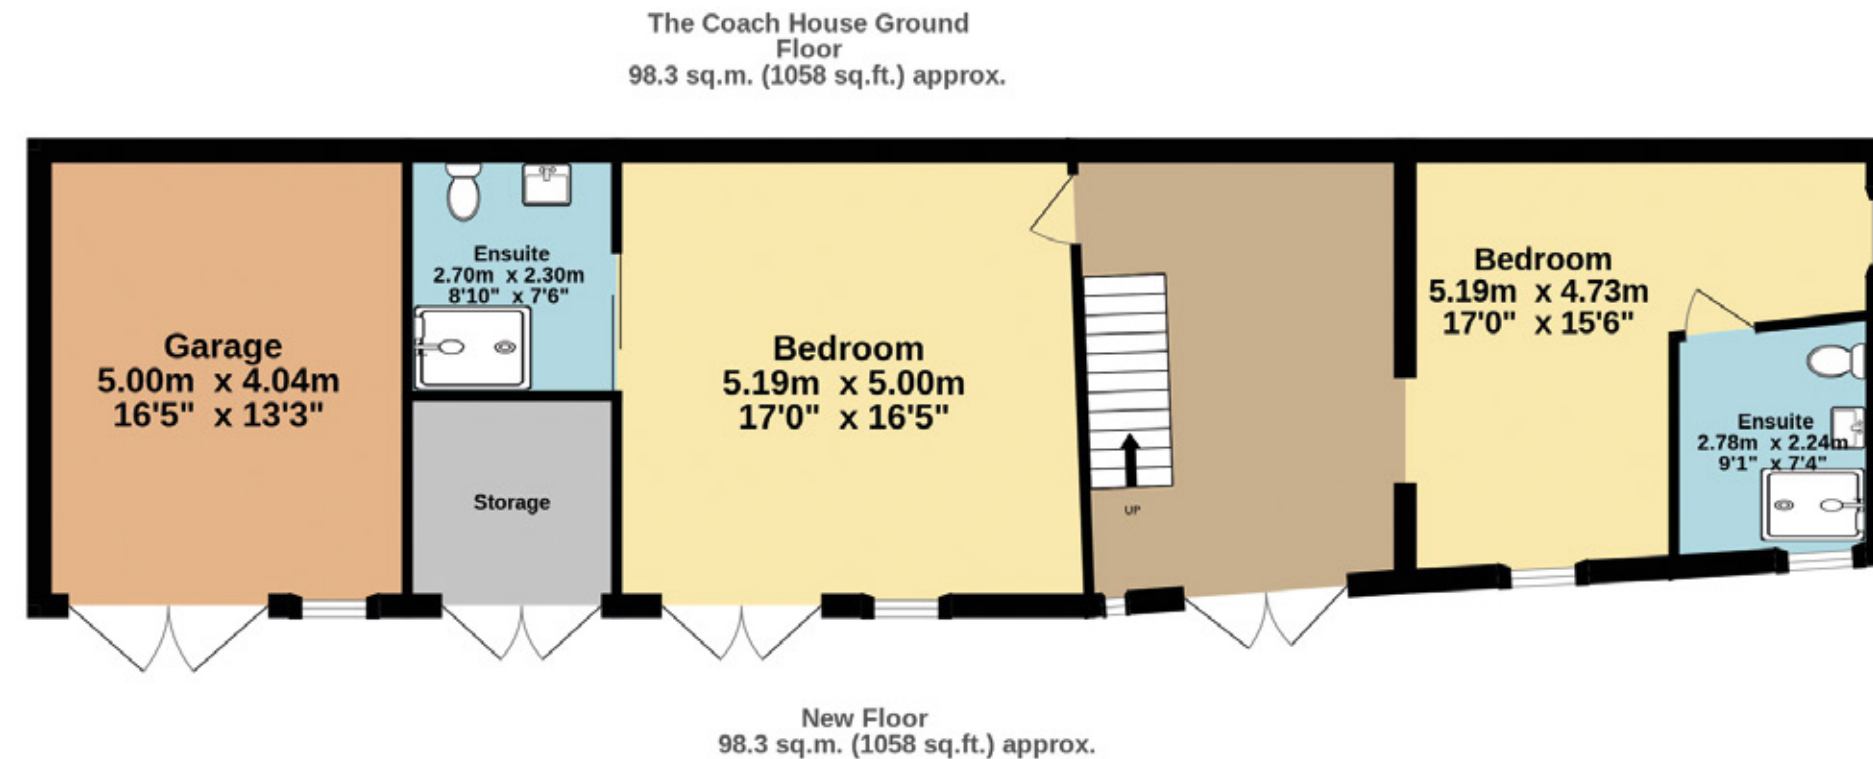 The Coach House Ground
Floor
98.3 sq.m. (1058 sq.ft.) approx.
Garage
5.00m x 4.04m
16'5" x 13'3"
Ensuite
2.70m x 2.30m
8'10" x 7'6"
Storage
Bedroom
5.19m x 5.00m
17'0" x 16'5"
UP
Bedroom
5.19m x 4.73m
17'0" x 15'6"
Ensuite
2.78m x 2.24m
9'1" x 7'4"
New Floor
98.3 sq.m. (1058 sq.ft.) approx.